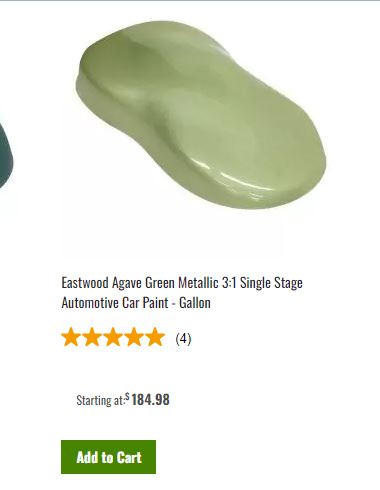 Eastwood Agave Green Metallic 3:1 Single Stage
Automotive Car Paint - Gallon
(4)
Starting at:$184.98
Add to Cart